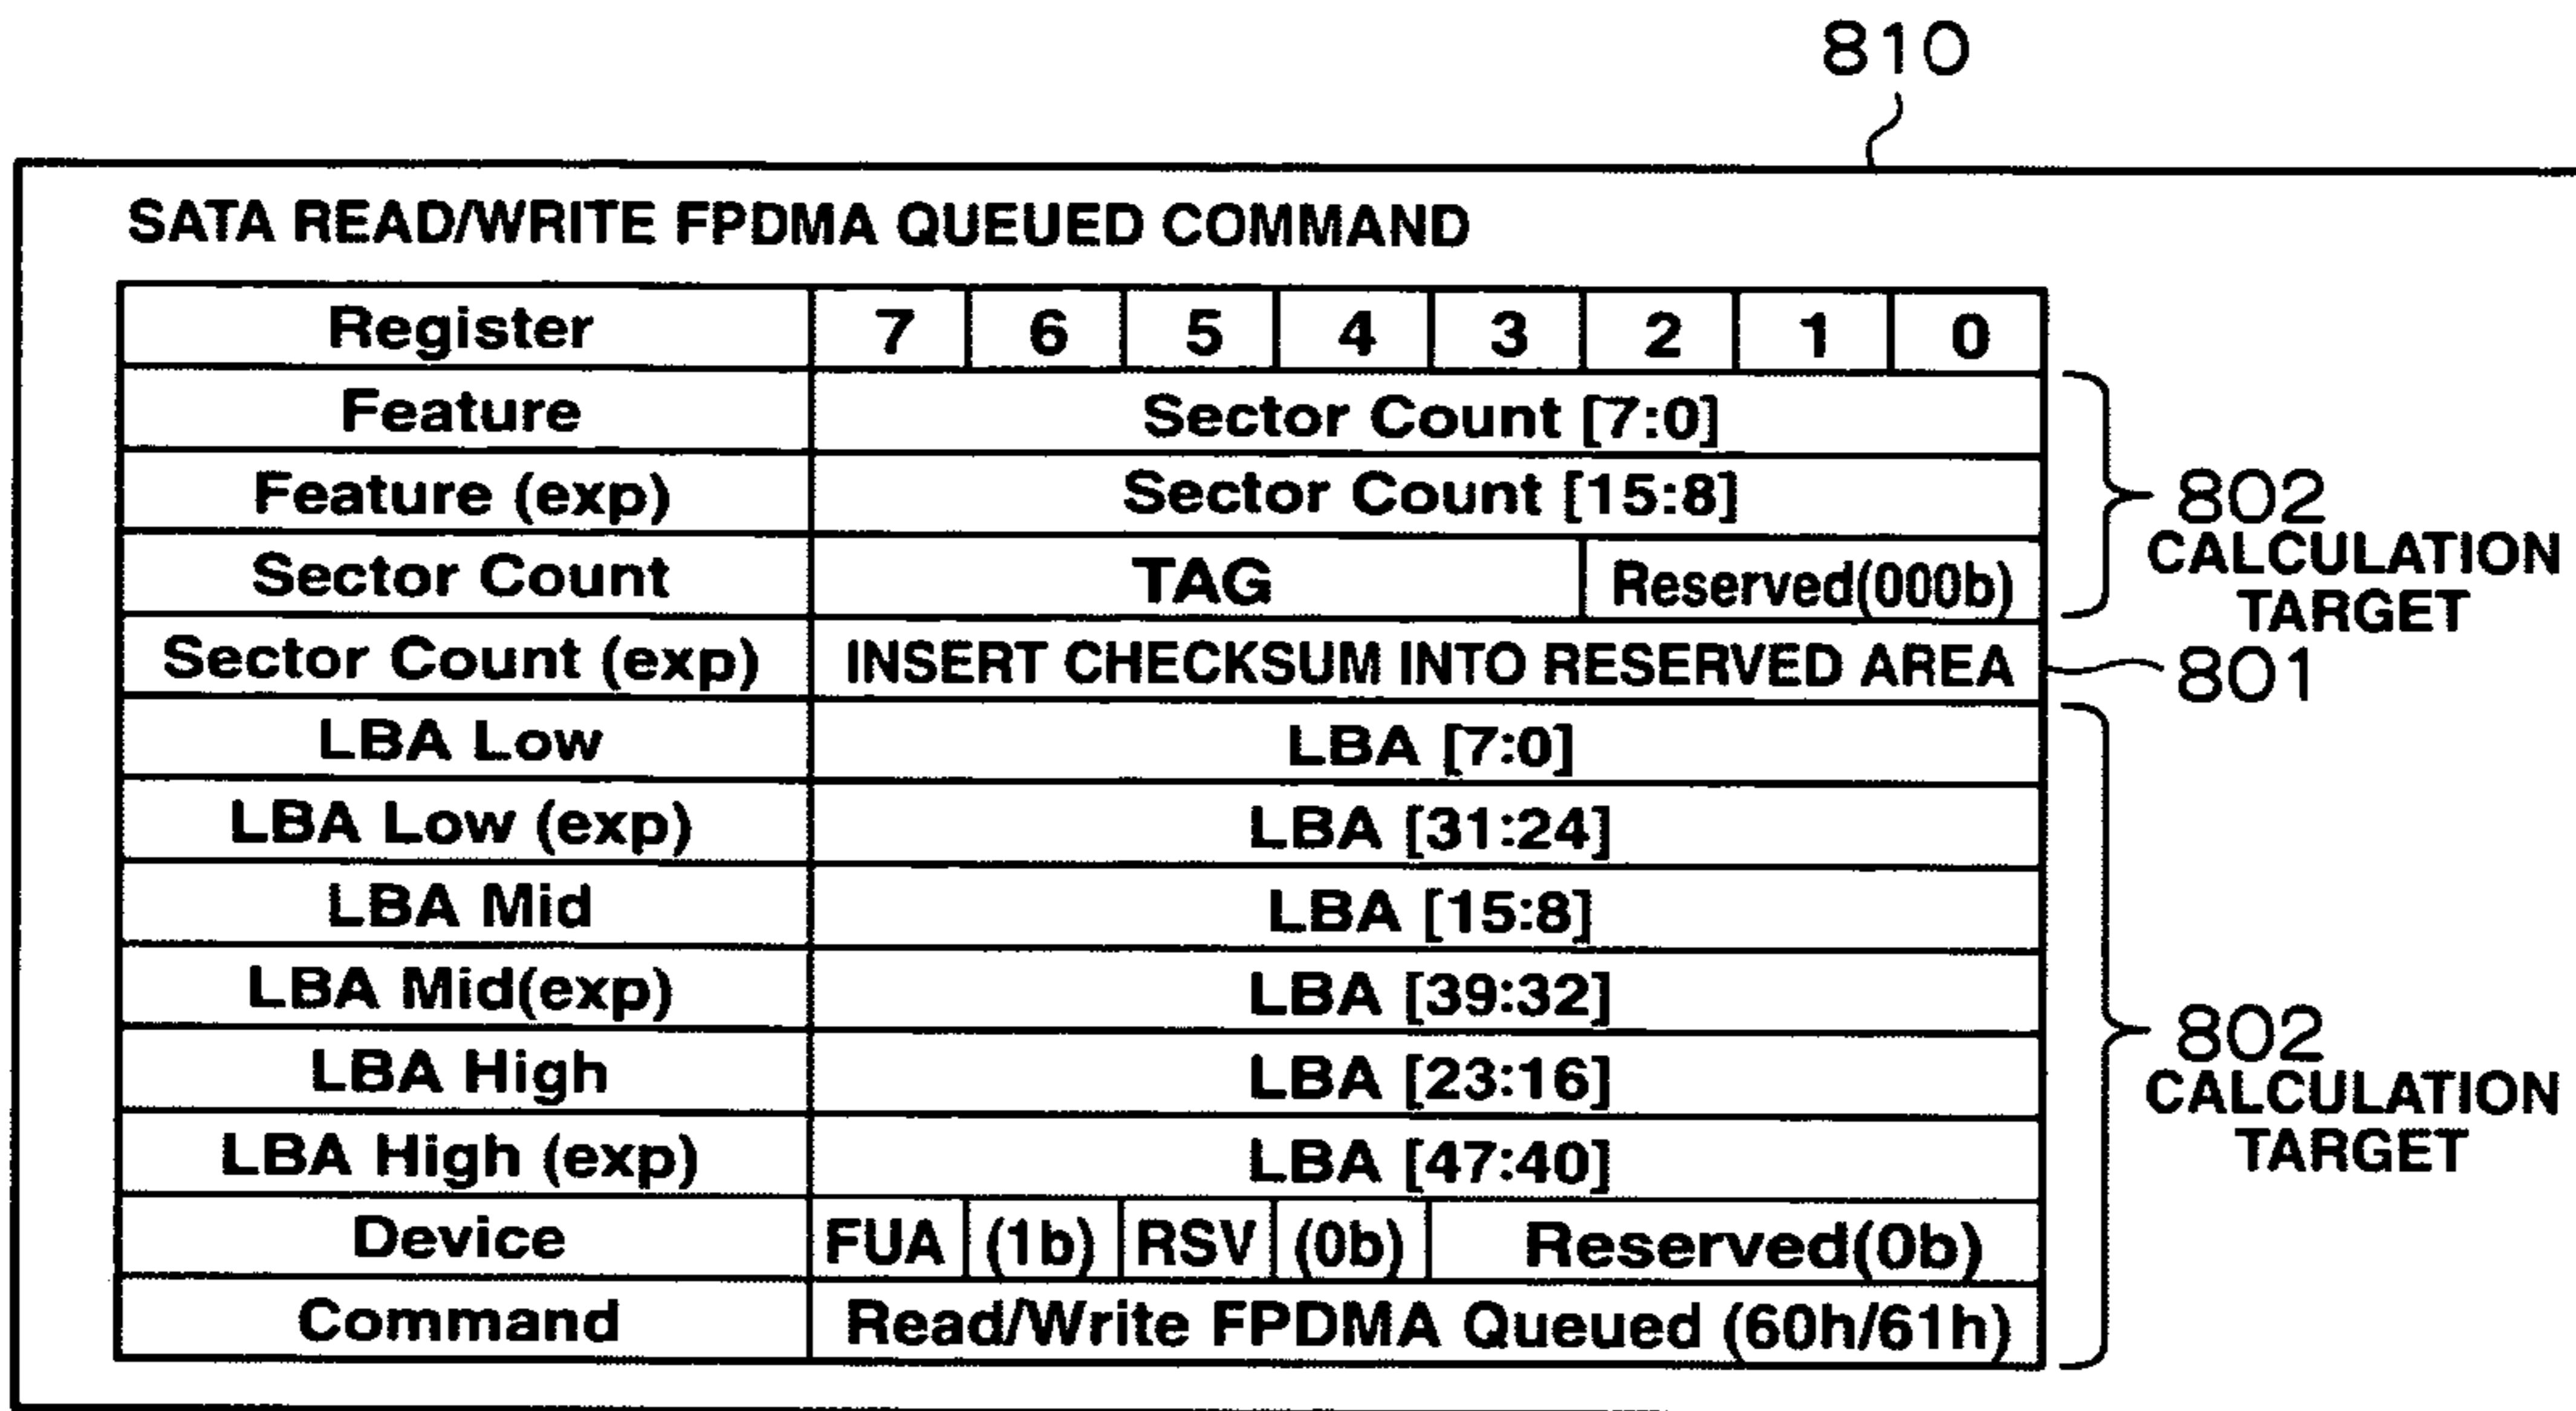 810
SATA READ/WRITE FPDMA QUEUED COMMAND
Register 7 6 5 4 3 2 1 0
Feature Sector Count [7:0]
Feature (exp) Sector Count [15:8]
Sector Count TAG Reserved(000b)
802
CALCULATION
TARGET
Sector Count (exp) INSERT CHECKSUM INTO RESERVED AREA 801
LBA Low LBA [7:0]
LBA Low (exp) LBA [31:24]
LBA Mid LBA [15:8]
LBA Mid(exp) LBA [39:32]
LBA High LBA [23:16]
LBA High (exp) LBA [47:40]
802
CALCULATION
TARGET
Device FUA (1b) RSV (0b) Reserved(0b)
Command Read/Write FPDMA Queued (60h/61h)